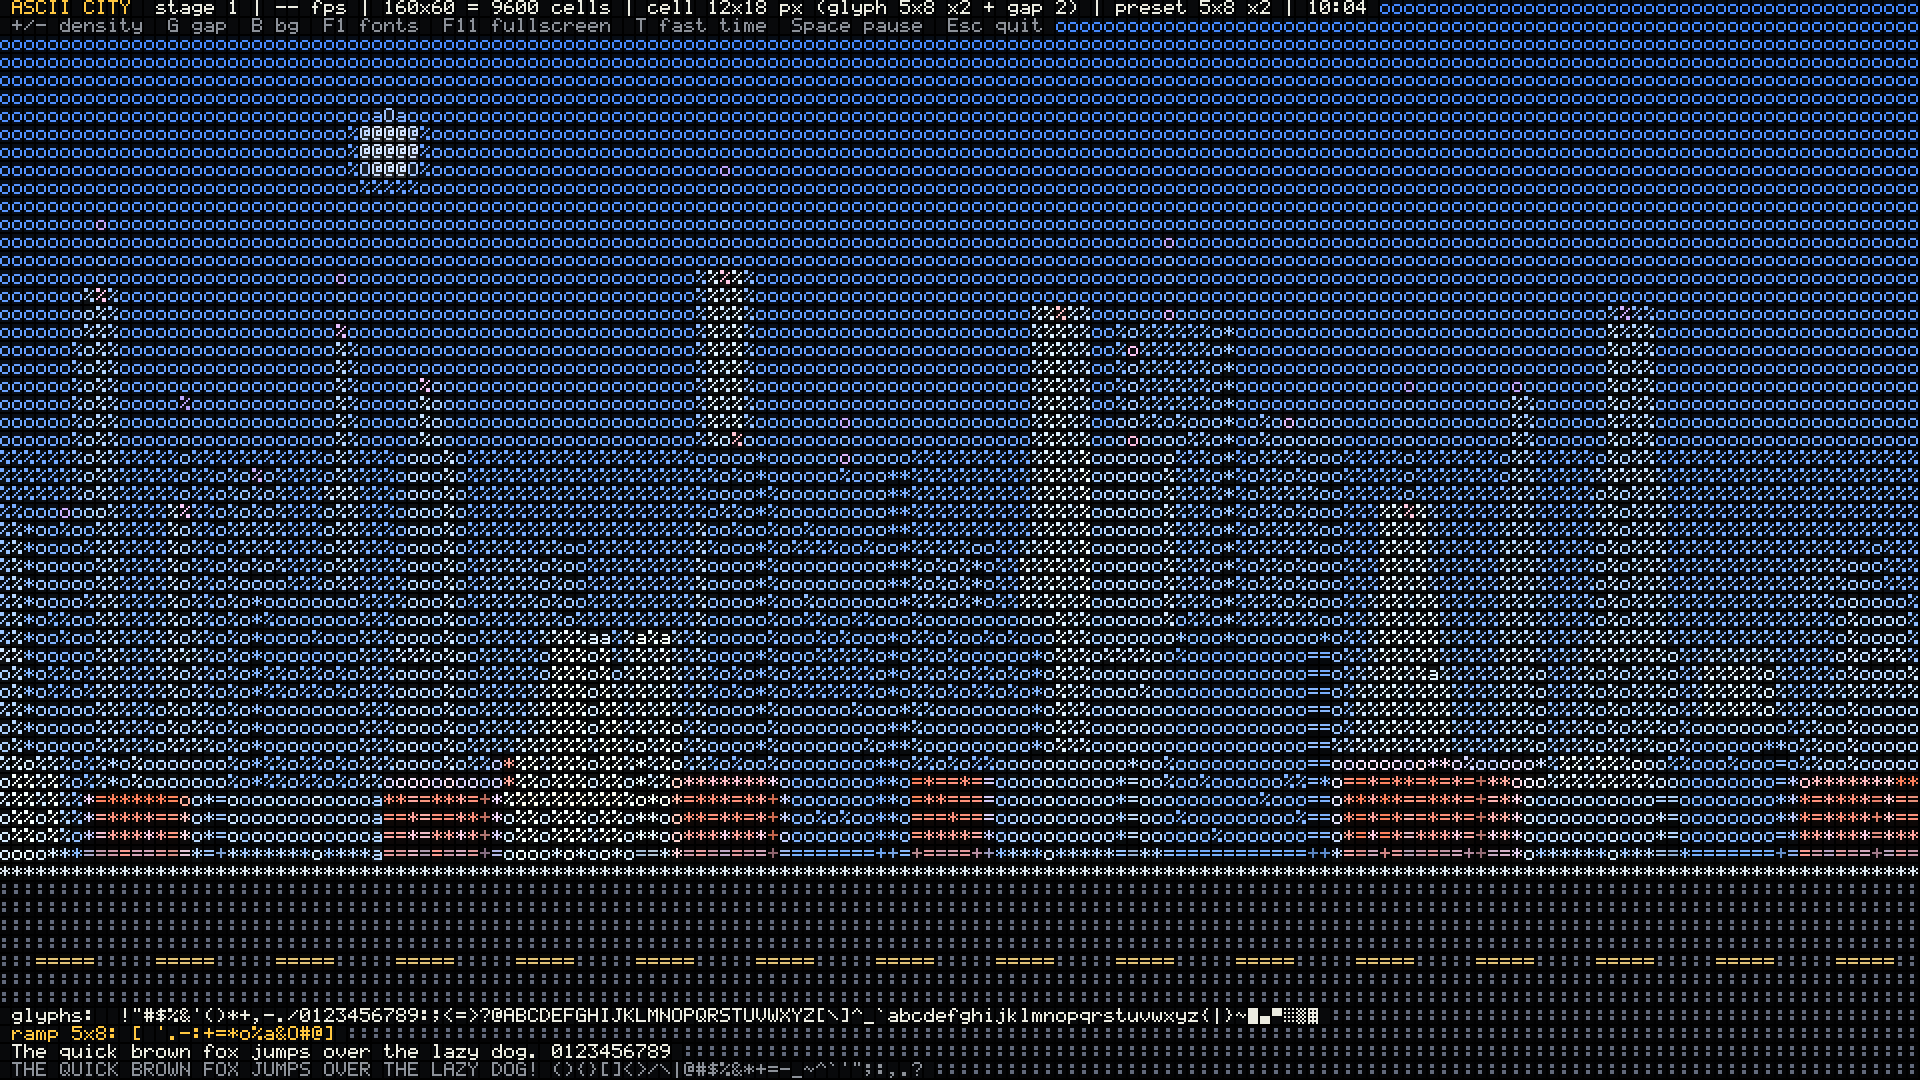 ASCII CITY stage 1 | -- fps | 160x60 = 9600 cells | cell 12x18 px (glyph 5x8 x2 + gap 2) | preset 5x8 x2 | 10:04
+/- density G gap B bg F1 fonts F11 fullscreen T fast time Space pause Esc quit
glyphs: !"#$%&'()*+,-./0123456789:;<=>?@ABCDEFGHIJKLMNOPQRSTUVWXYZ[\]^_`abcdefghijklmnopqrstuvwxyz{|}~█▄▀░▒▓
ramp 5x8: [ '.-:+=*o%a&O#@]
The quick brown fox jumps over the lazy dog. 0123456789
THE QUICK BROWN FOX JUMPS OVER THE LAZY DOG! (){}[]<>/\|@#$%&*+=-_~^`'";:,.?